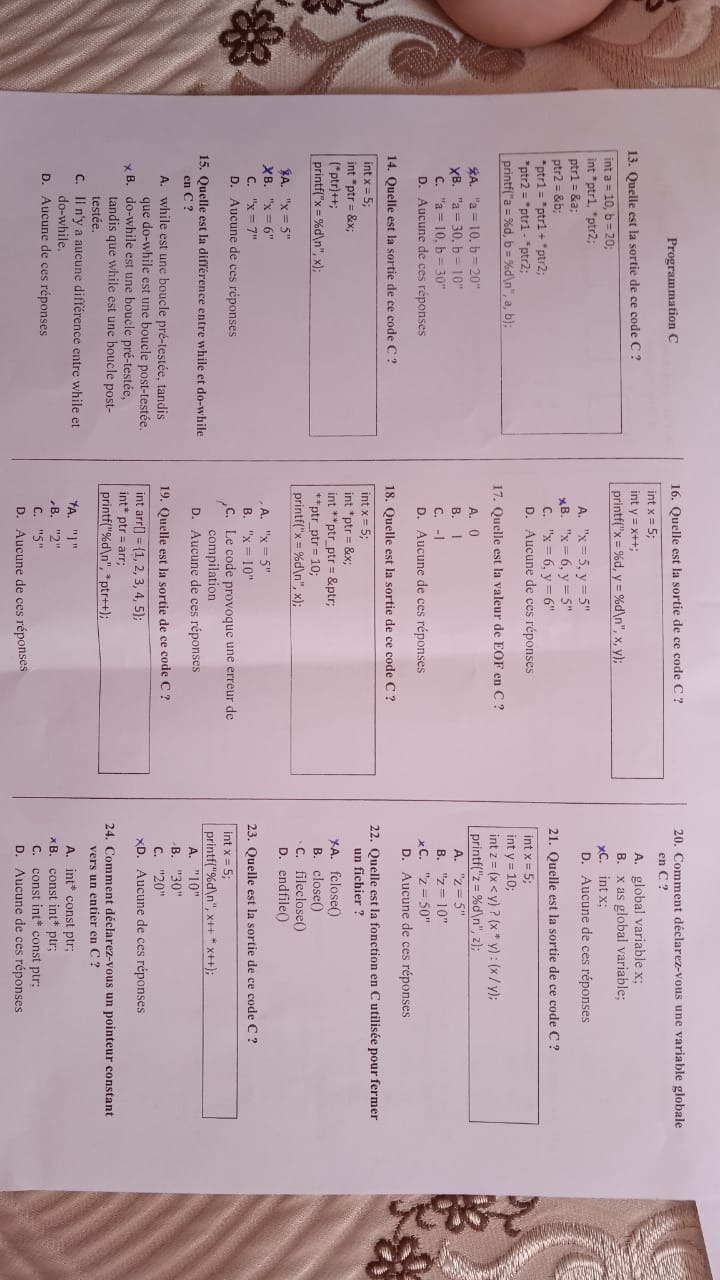 Programmation C
13. Quelle est la sortie de ce code C ?
int a = 10, b = 20;
int *ptr1, *ptr2;
ptr1 = &a;
ptr2 = &b;
*ptr1 = *ptr1 + *ptr2;
*ptr2 = *ptr1 - *ptr2;
printf("a = %d, b = %d\n", a, b);
A. "a = 10, b = 20"
B. "a = 30, b = 10"
C. "a = 10, b = 30"
D. Aucune de ces réponses
14. Quelle est la sortie de ce code C ?
int x = 5;
int *ptr = &x;
(*ptr)++;
printf("x = %d\n", x);
A. "x = 5"
B. "x = 6"
C. "x = 7"
D. Aucune de ces réponses
15. Quelle est la différence entre while et do-while
en C ?
A. while est une boucle pré-testée, tandis
que do-while est une boucle post-testée.
B. do-while est une boucle pré-testée,
tandis que while est une boucle post-
testée.
C. Il n'y a aucune différence entre while et
do-while.
D. Aucune de ces réponses
16. Quelle est la sortie de ce code C ?
int x = 5;
int y = x++;
printf("x = %d, y = %d\n", x, y);
A. "x = 5, y = 5"
B. "x = 6, y = 5"
C. "x = 6, y = 6"
D. Aucune de ces réponses
17. Quelle est la valeur de EOF en C ?
A. 0
B. 1
C. -1
D. Aucune de ces réponses
18. Quelle est la sortie de ce code C ?
int x = 5;
int *ptr = &x;
int **ptr_ptr = &ptr;
**ptr_ptr = 10;
printf("x = %d\n", x);
A. "x = 5"
B. "x = 10"
C. Le code provoque une erreur de
compilation
D. Aucune de ces réponses
19. Quelle est la sortie de ce code C ?
int arr[] = {1, 2, 3, 4, 5};
int* ptr = arr;
printf("%d\n", *ptr++);
A. "1"
B. "2"
C. "5"
D. Aucune de ces réponses
20. Comment déclarez-vous une variable globale
en C ?
A. global variable x;
B. x as global variable;
C. int x;
D. Aucune de ces réponses
21. Quelle est la sortie de ce code C ?
int x = 5;
int y = 10;
int z = (x < y) ? (x * y) : (x / y);
printf("z = %d\n", z);
A. "z = 5"
B. "z = 10"
C. "z = 50"
D. Aucune de ces réponses
22. Quelle est la fonction en C utilisée pour fermer
un fichier ?
A. fclose()
B. close()
C. fileclose()
D. endfile()
23. Quelle est la sortie de ce code C ?
int x = 5;
printf("%d\n", x++ * x++);
A. "10"
B. "30"
C. "20"
D. Aucune de ces réponses
24. Comment déclarez-vous un pointeur constant
vers un entier en C ?
A. int* const ptr;
B. const int* ptr;
C. const int* const ptr;
D. Aucune de ces réponses